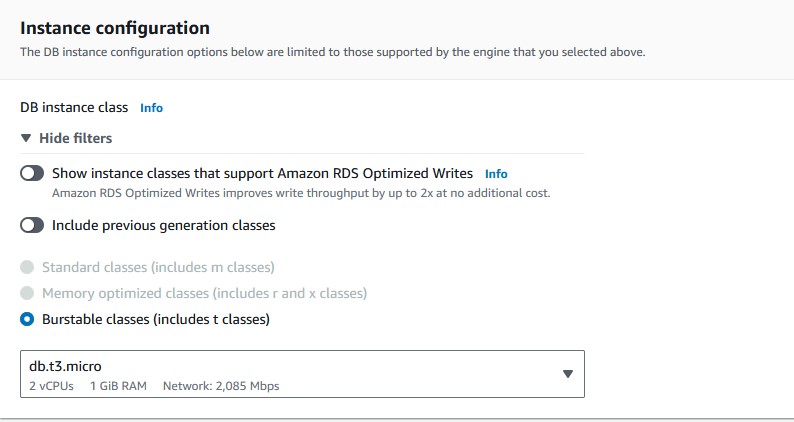 Instance configuration
The DB instance configuration options below are limited to those supported by the engine that you selected above.
DB instance class Info
Hide filters
Show instance classes that support Amazon RDS Optimized Writes Info
Amazon RDS Optimized Writes improves write throughput by up to 2x at no additional cost.
Include previous generation classes
Standard classes (includes m classes)
Memory optimized classes (includes r and x classes)
Burstable classes (includes t classes)
db.t3.micro
2 vCPUs 1 GiB RAM Network: 2,085 Mbps